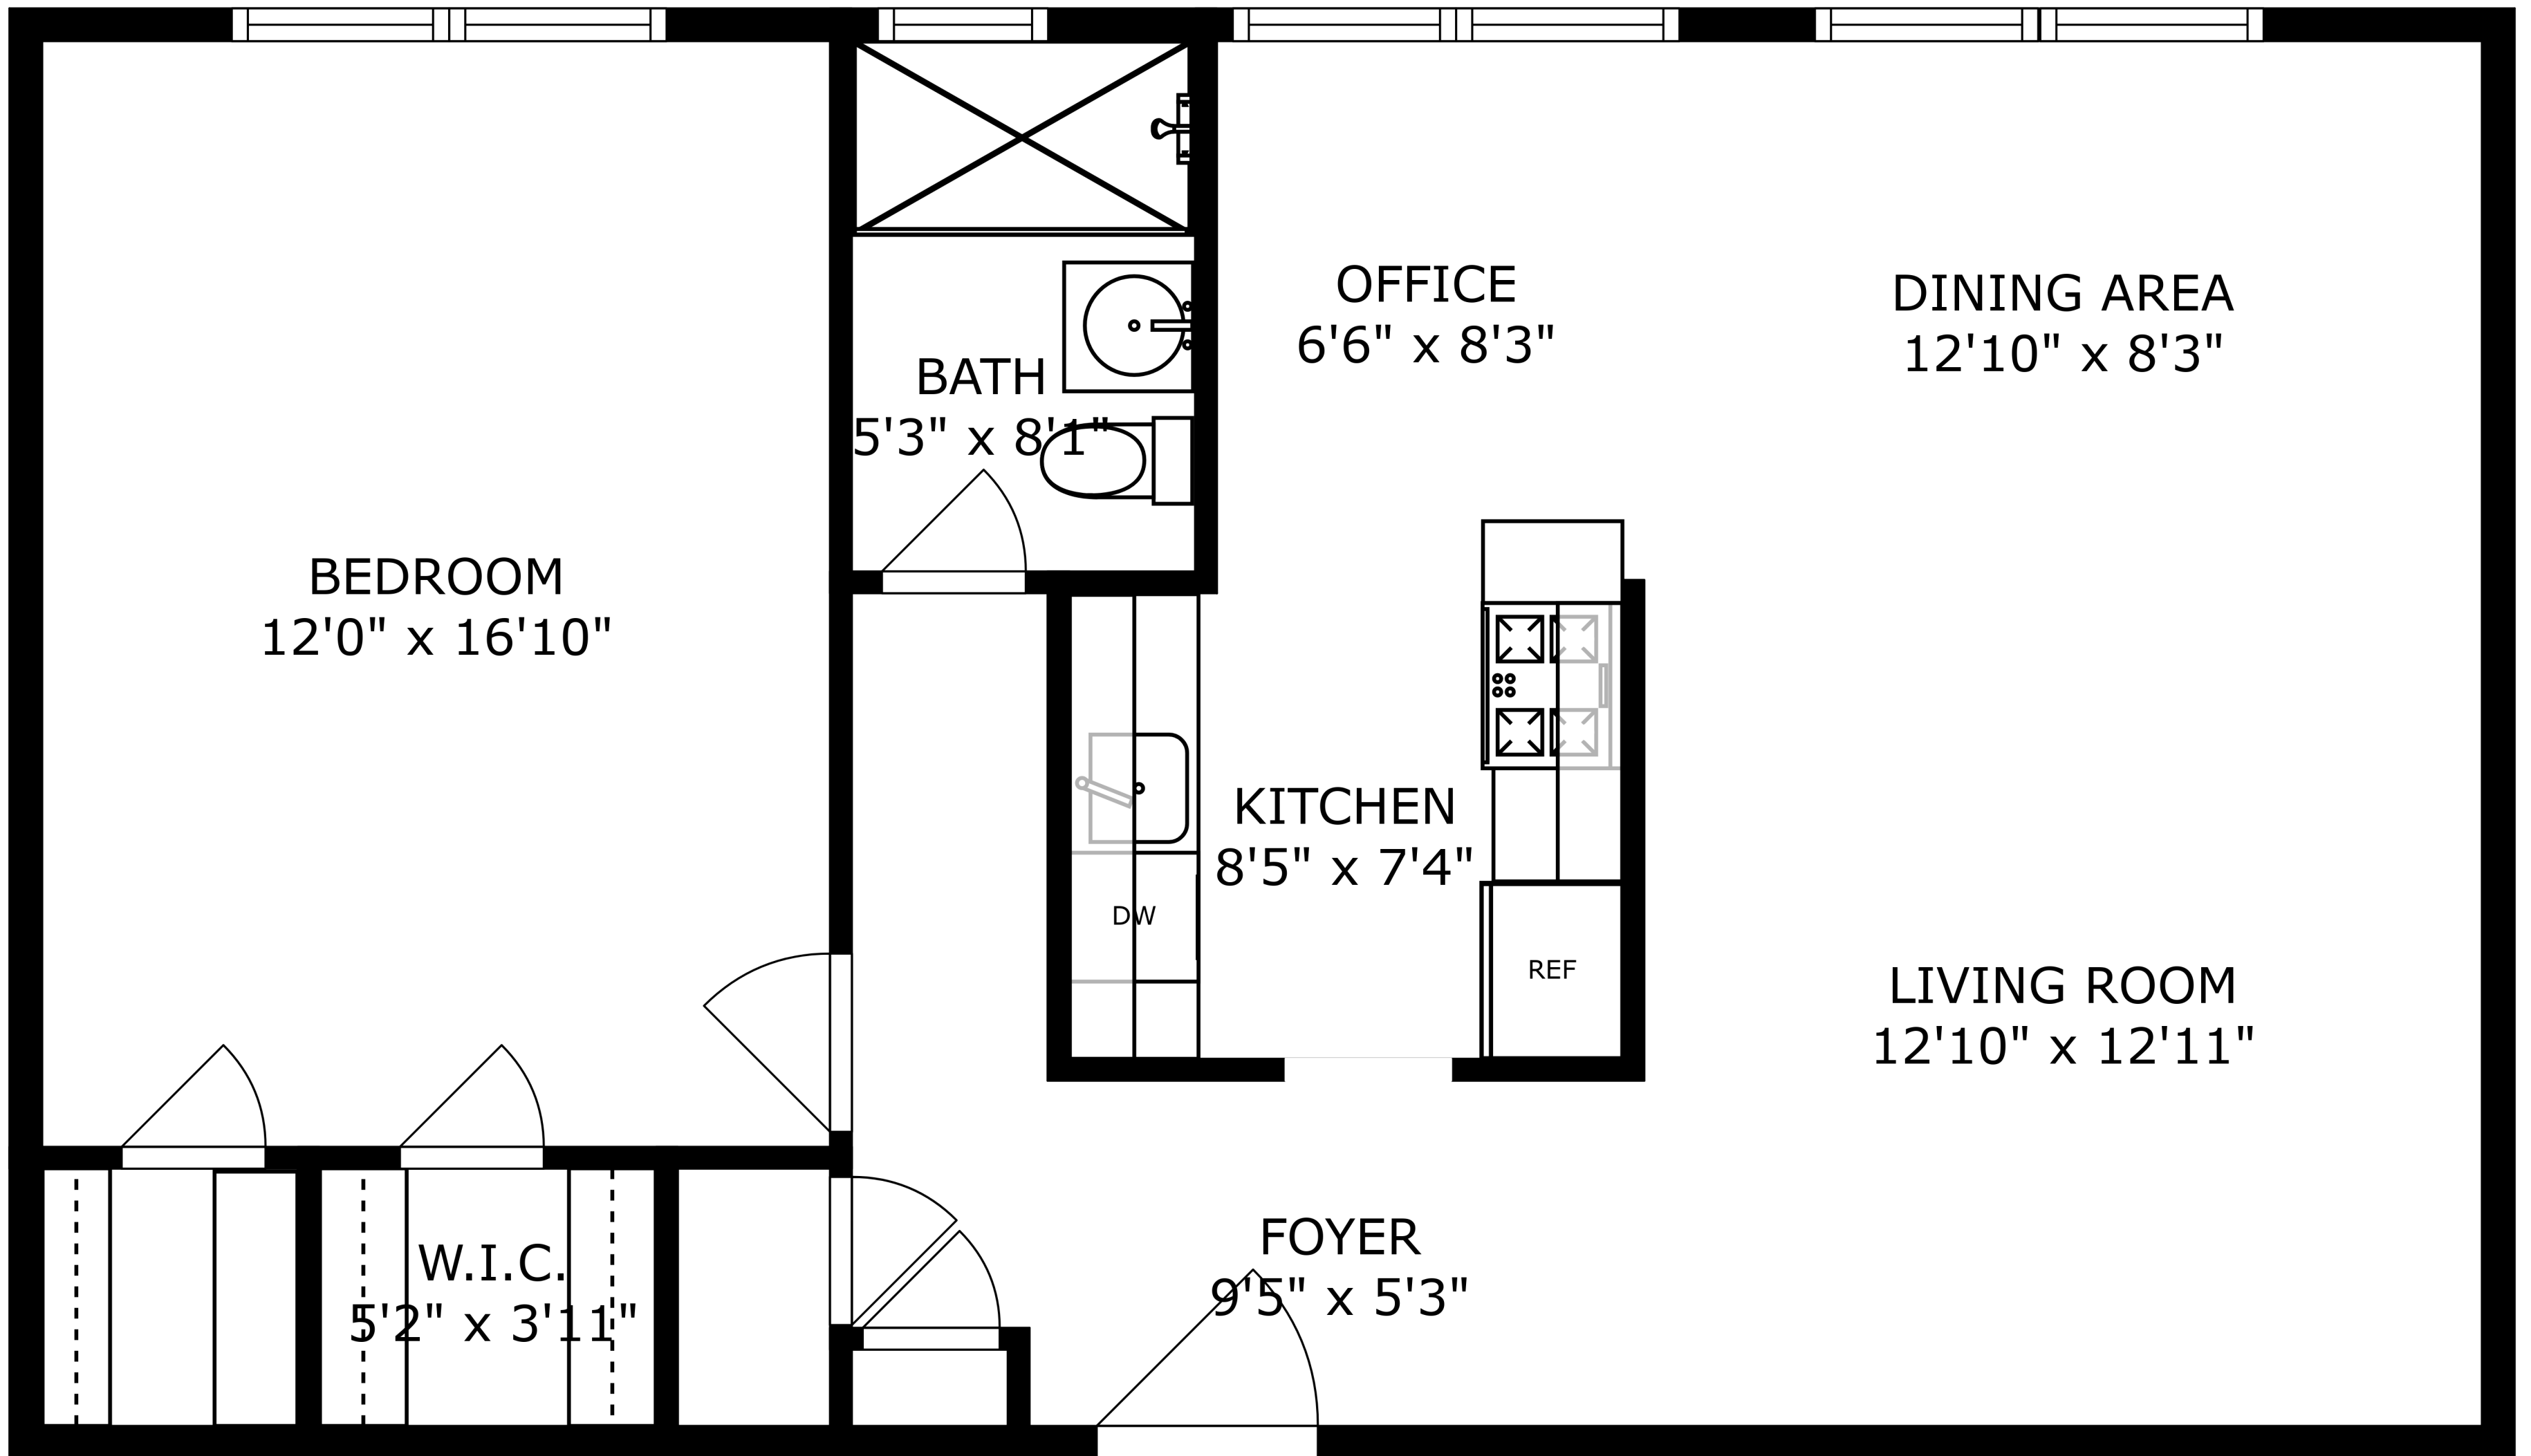 OFFICE
6'6" x 8'3"
DINING AREA
12'10" x 8'3"
BATH
5'3" x 8'1"
BEDROOM
12'0" x 16'10"
KITCHEN
8'5" x 7'4"
DW
REF
LIVING ROOM
12'10" x 12'11"
FOYER
9'5" x 5'3"
W.I.C.
5'2" x 3'11"